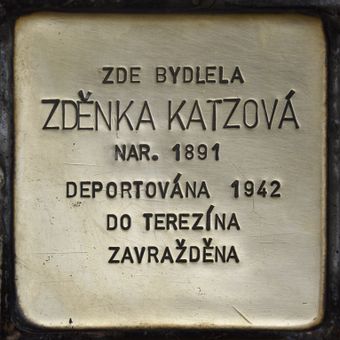 ZDE BYDLELA
ZDĚNKA KATZOVÁ
NAR. 1891
DEPORTOVÁNA 1942
DO TEREZÍNA
ZAVRAŽDĚNA